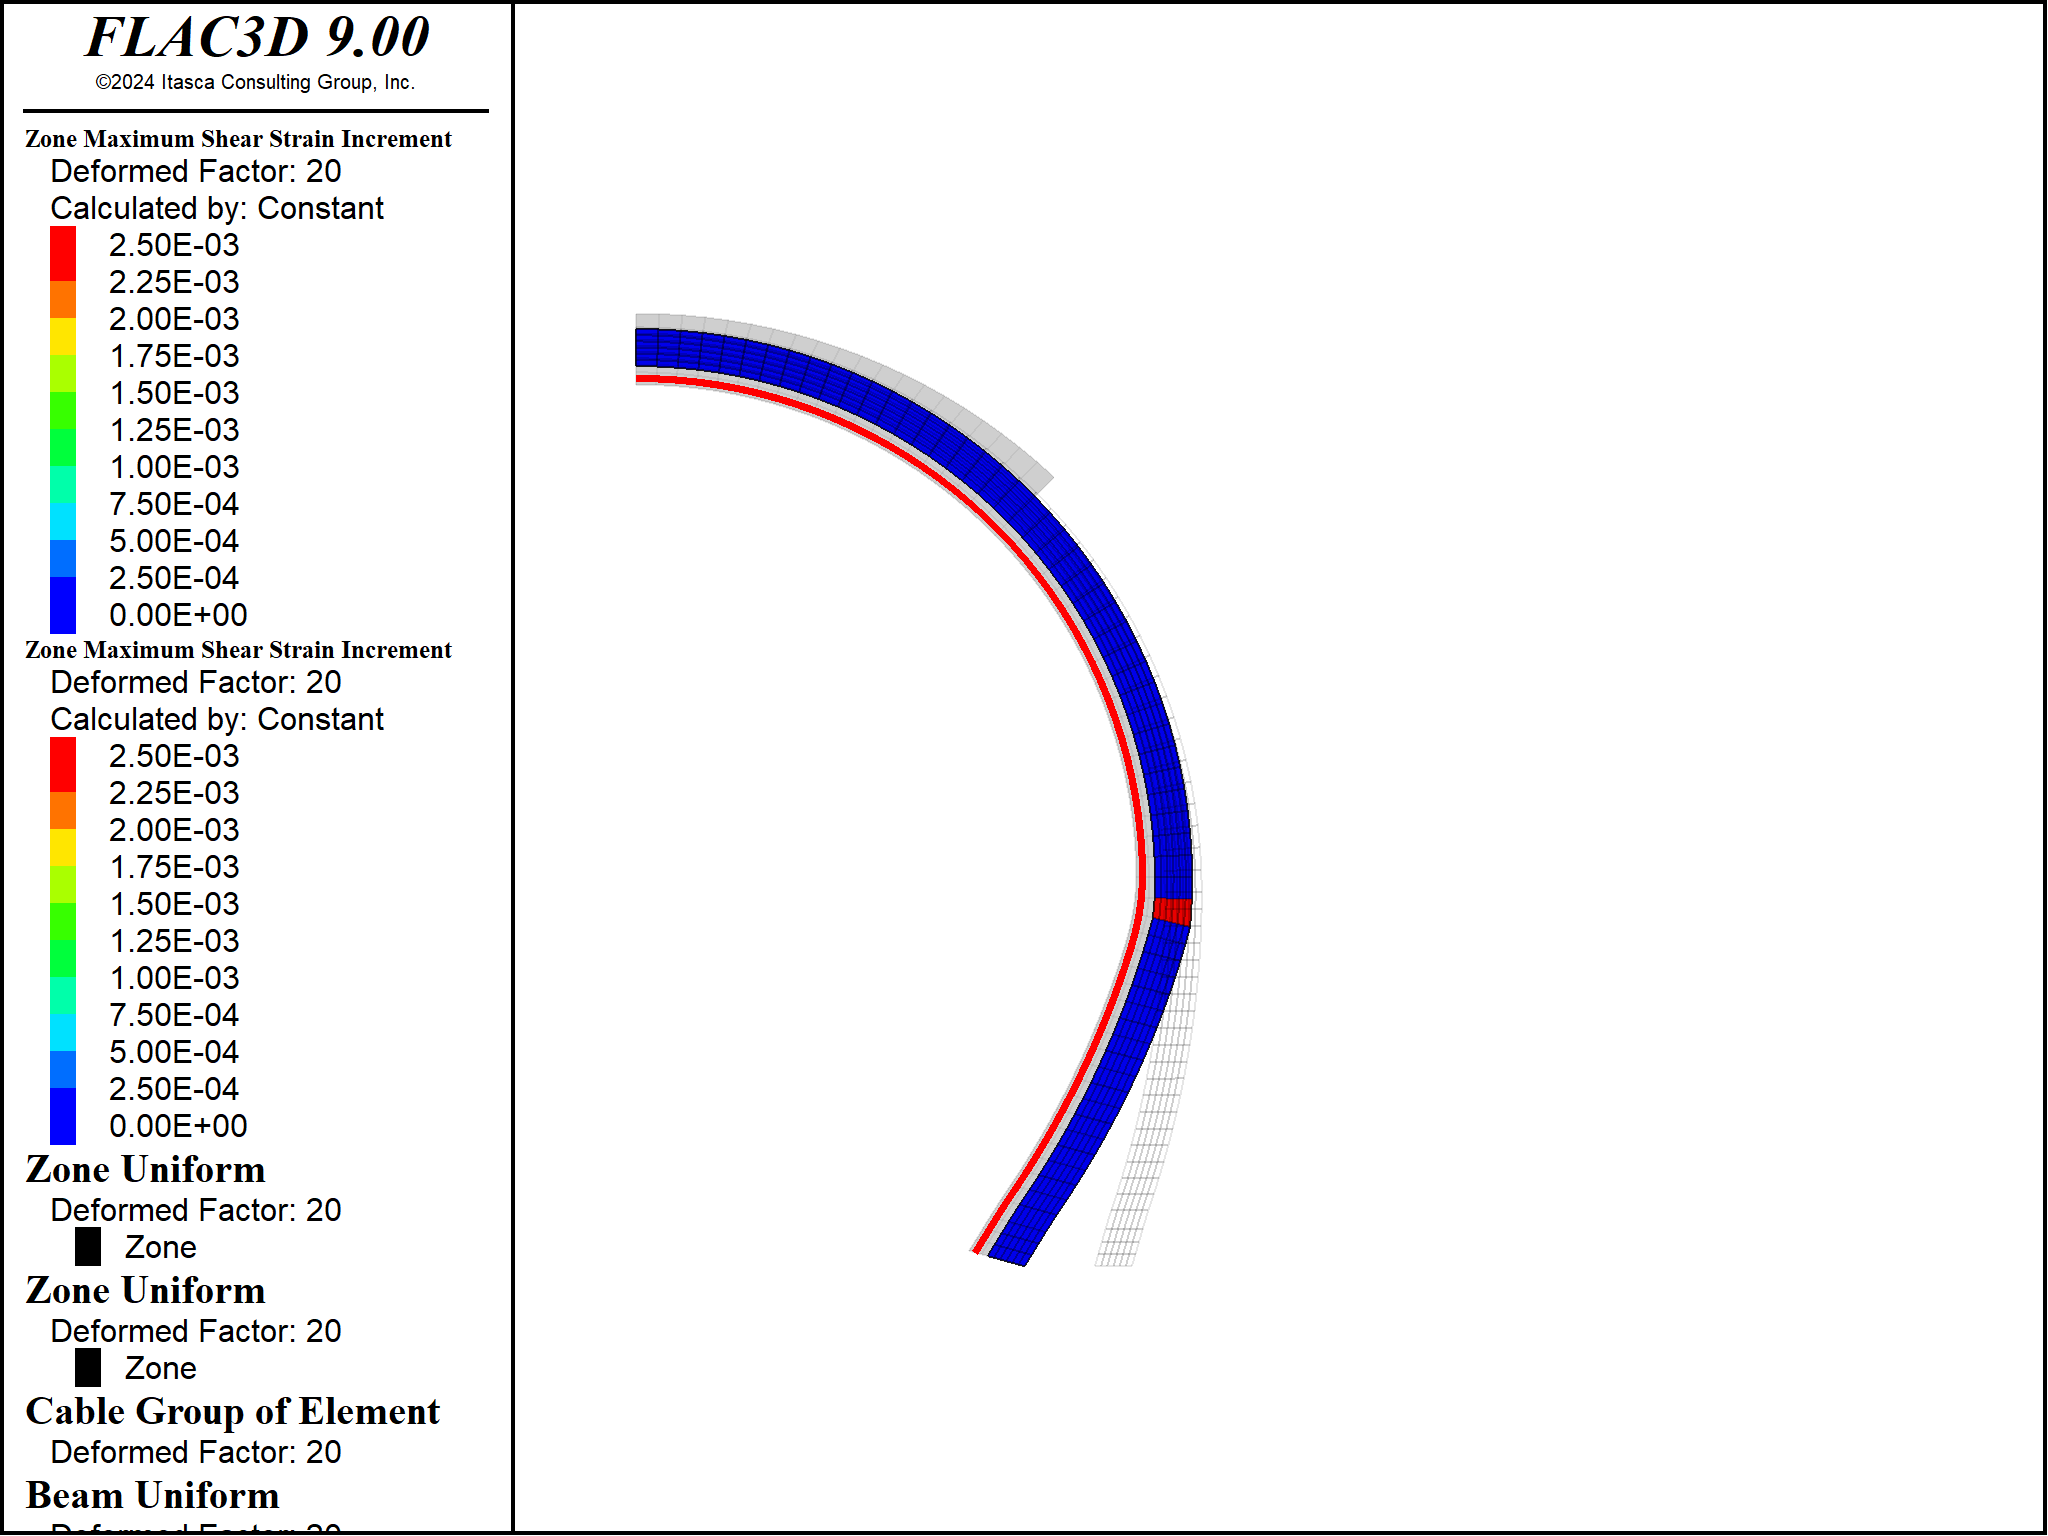 FLAC3D 9.00
©2024 Itasca Consulting Group, Inc.
Zone Maximum Shear Strain Increment
Deformed Factor: 20
Calculated by: Constant
2.50E-03
2.25E-03
2.00E-03
1.75E-03
1.50E-03
1.25E-03
1.00E-03
7.50E-04
5.00E-04
2.50E-04
0.00E+00
Zone Maximum Shear Strain Increment
Deformed Factor: 20
Calculated by: Constant
2.50E-03
2.25E-03
2.00E-03
1.75E-03
1.50E-03
1.25E-03
1.00E-03
7.50E-04
5.00E-04
2.50E-04
0.00E+00
Zone Uniform
Deformed Factor: 20
Zone
Zone Uniform
Deformed Factor: 20
Zone
Cable Group of Element
Deformed Factor: 20
Beam Uniform
Deformed Factor: 20